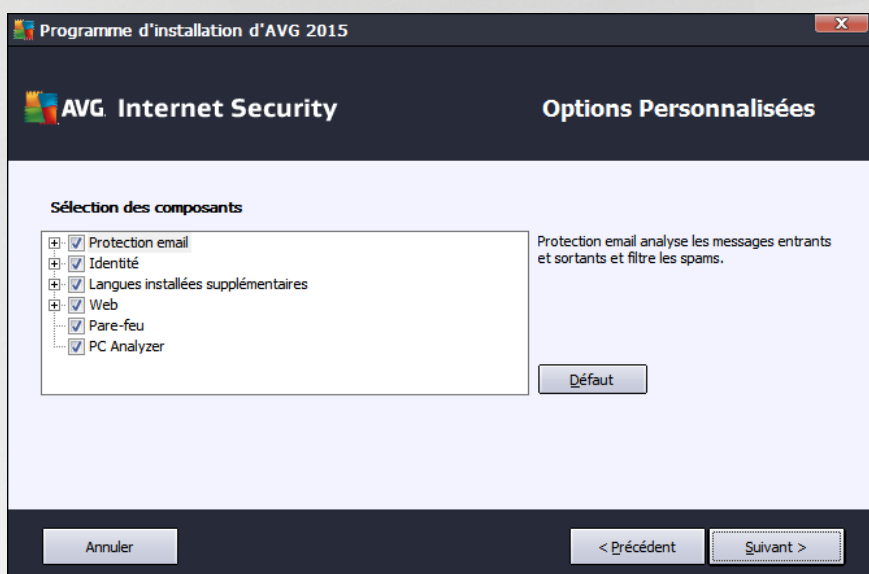 Programme d'installation d'AVG 2015
X
AVG Internet Security
Options Personnalisées
Sélection des composants
Protection email
Identité
Langues installées supplémentaires
Web
Pare-feu
PC Analyzer
Protection email analyse les messages entrants
et sortants et filtre les spams.
Défaut
Annuler
< Précédent
Suivant >